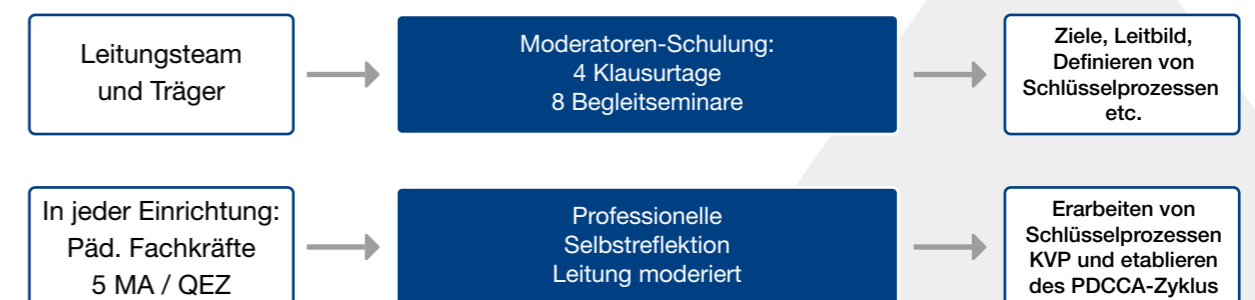 Leitungsteam
und Träger
Moderatoren-Schulung:
4 Klausurtage
8 Begleitseminare
Ziele, Leitbild,
Definieren von
Schlüsselprozessen
etc.
In jeder Einrichtung:
Päd. Fachkräfte
5 MA / QEZ
Professionelle
Selbstreflektion
Leitung moderiert
Erarbeiten von
Schlüsselprozessen
KVP und etablieren
des PDCCA-Zyklus